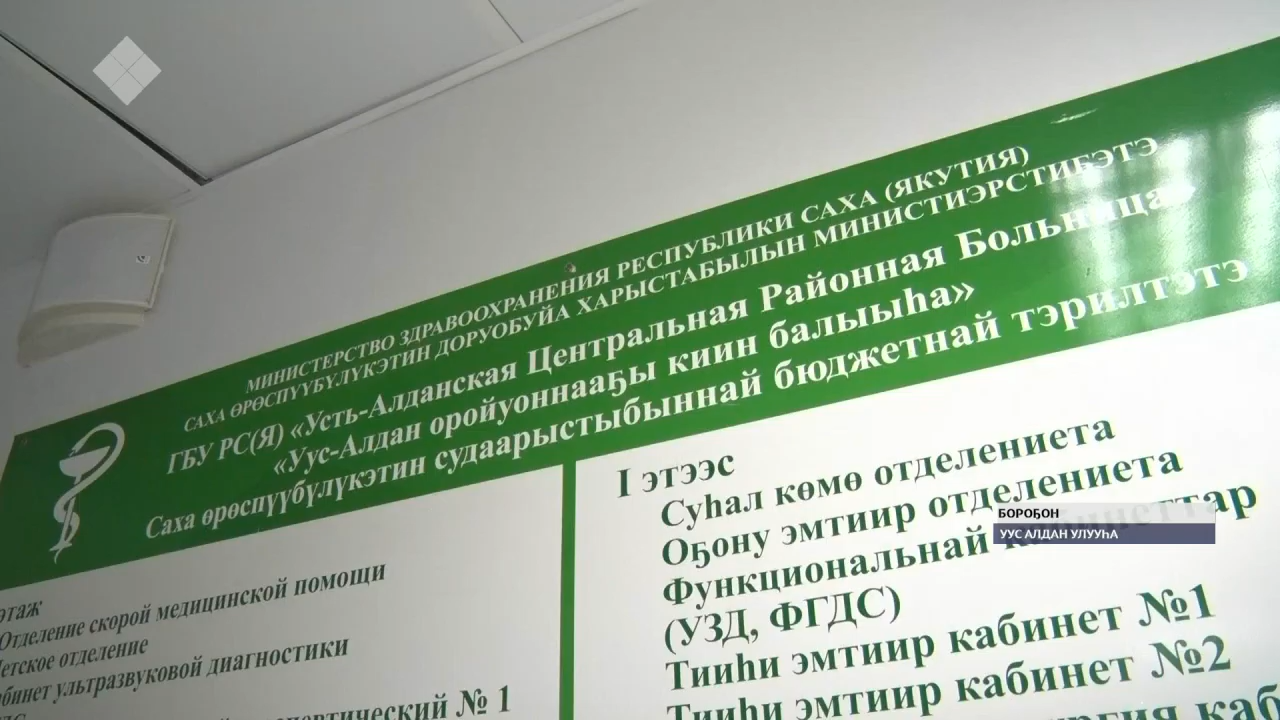 МИНИСТЕРСТВО ЗДРАВООХРАНЕНИЯ РЕСПУБЛИКИ САХА (ЯКУТИЯ)
САХА ӨРӨСПҮҮБҮЛҮКЭТИН ДОРУОБУЙА ХАРЫСТАБЫЛЫН МИНИСТИЭРСТИБЭТЭ
ГБУ РС(Я) «Усть-Алданская Центральная Районная Больница»
«Уус-Алдан оройуоннааҕы киин балыыһа»
Саха өрөспүүбүлүкэтин судаарыстыбыннай бюджетнай тэрилтэтэ
этаж
Отделение скорой медицинской помощи
отделение
ультразвуковой диагностики
№ 1
I этээс
Суһал көмө отделениета
Оҕону эмтиир отделениета
Функциональнай
(УЗД, ФГДС)
Тииһи эмтиир кабинет №1
Тииһи эмтиир кабинет №2
БОРОҔОН
УУС АЛДАН УЛУУҺА